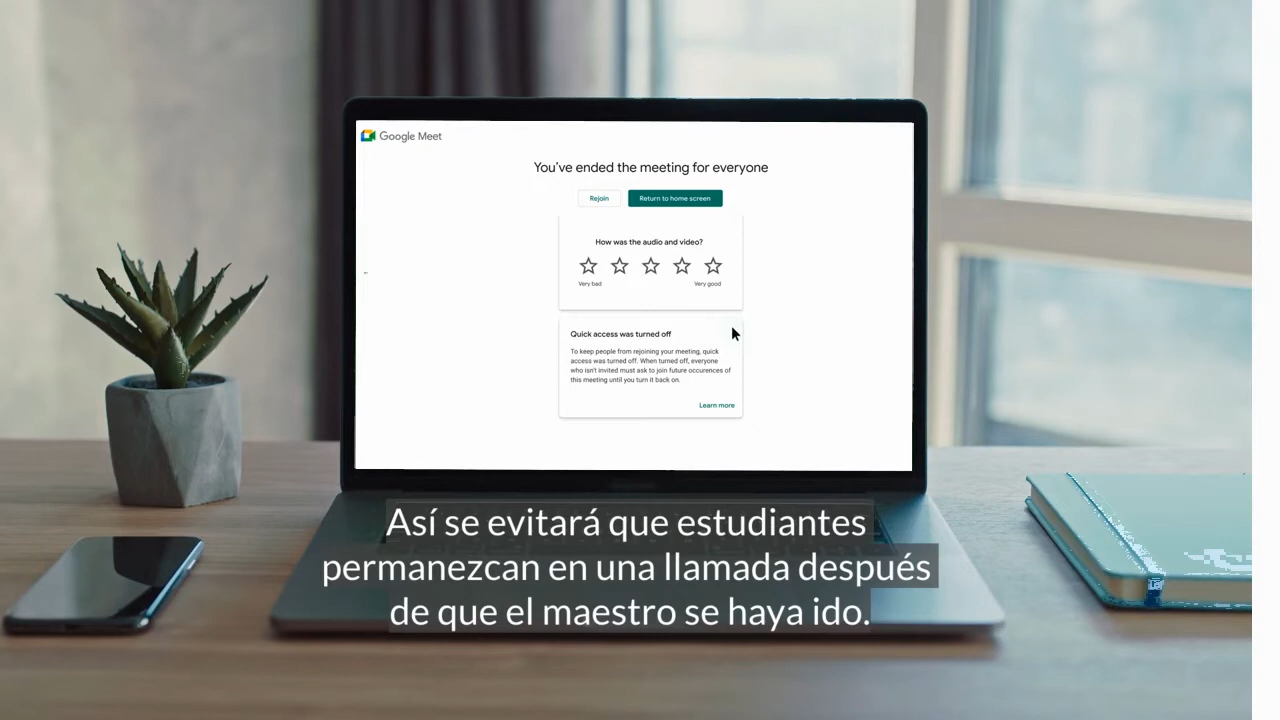 Google Meet
You've ended the meeting for everyone
Rejoin
Return to home screen
How was the audio and video?
Very bad
Very good
Quick access was turned off
To keep people from rejoining your meeting, quick
access was turned off. When turned off, everyone
who isn't invited must ask to join future occurences of
this meeting until you turn it back on.
Learn more
Así se evitará que estudiantes
permanezcan en una llamada después
de que el maestro se haya ido.